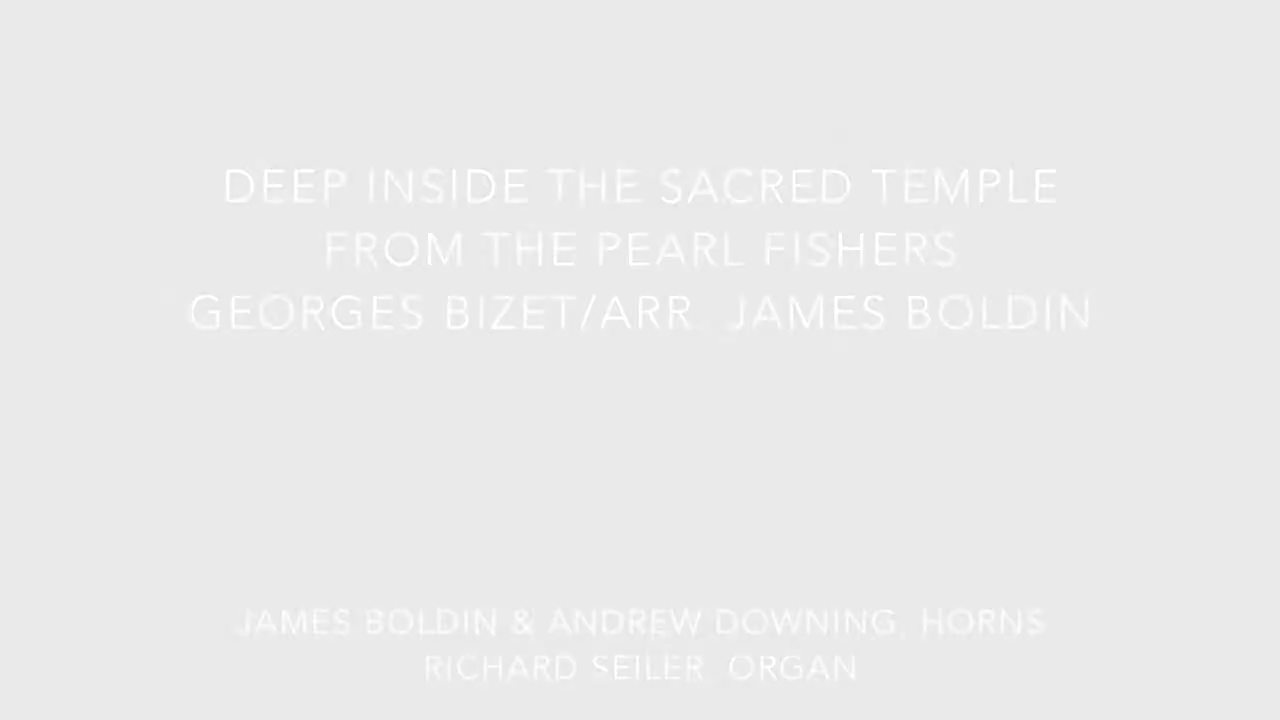 DEEP INSIDE THE SACRED TEMPLE
FROM THE PEARL FISHERS
GEORGES BIZET/ARR. JAMES BOLDIN
JAMES BOLDIN & ANDREW DOWNING, HORNS
RICHARD SEILER, ORGAN